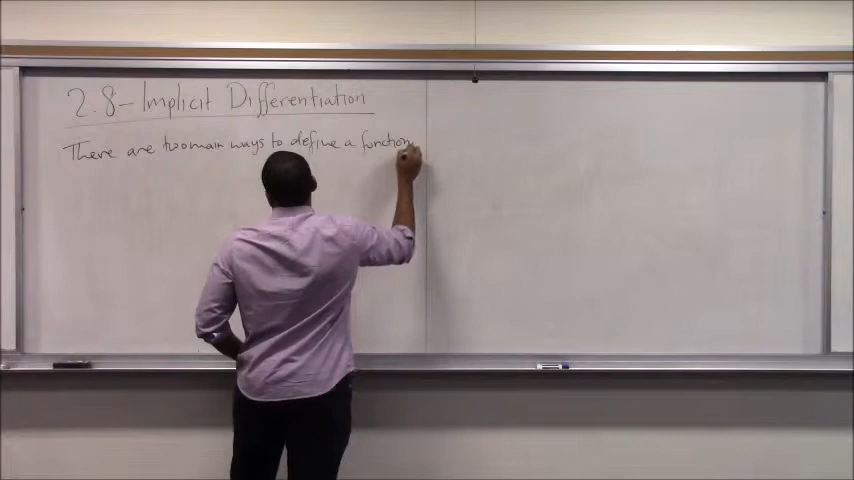 2.8 - Implicit Differentiation
There are two main ways to define a function